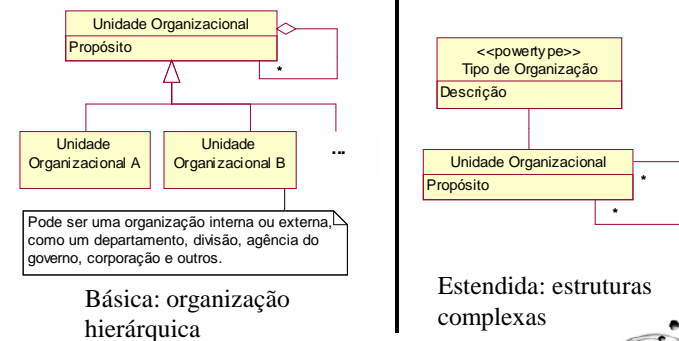 Unidade Organizacional
Propósito
*
Unidade
Organizacional A
Unidade
Organizacional B
...
Pode ser uma organização interna ou externa,
como um departamento, divisão, agência do
governo, corporação e outros.
Básica: organização
hierárquica
<<powertype>>
Tipo de Organização
Descrição
Unidade Organizacional
Propósito
*
*
Estendida: estruturas
complexas